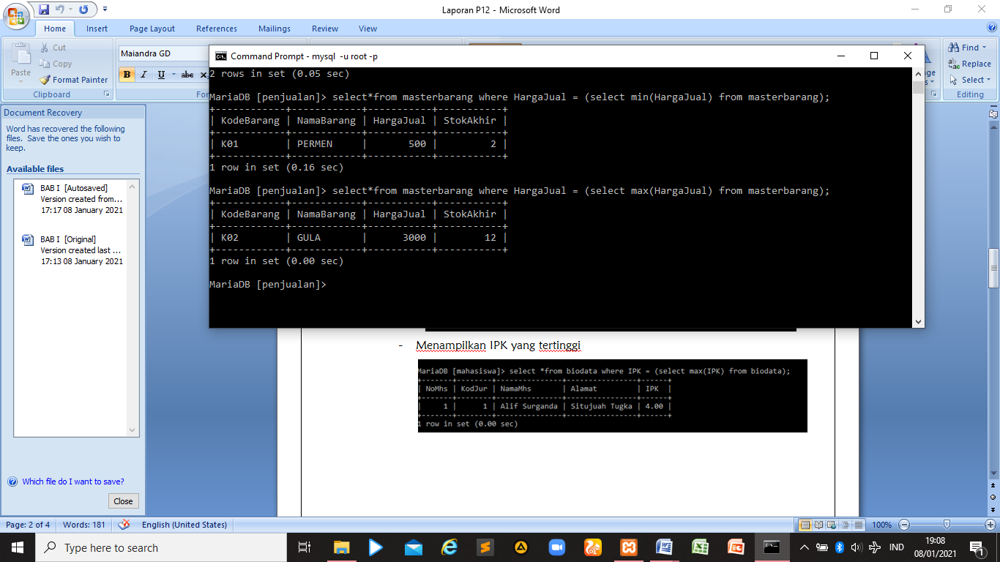 Laporan P12 - Microsoft Word
Home Insert Page Layout References Mailings Review View
Paste
Cut
Copy
Format Painter
Clipboard
Maiandra GD
B I U abc
Find
Replace
Select
Editing
Document Recovery
Word has recovered the following
files. Save the ones you wish to
keep.
Available files
BAB I [Autosaved]
Version created from...
17:17 08 January 2021
BAB I [Original]
Version created last ...
17:13 08 January 2021
Which file do I want to save?
Close
Command Prompt - mysql -u root -p
2 rows in set (0.05 sec)
MariaDB [penjualan]> select*from masterbarang where HargaJual = (select min(HargaJual) from masterbarang);
+------------+------------+-----------+-----------+
| KodeBarang | NamaBarang | HargaJual | StokAkhir |
+------------+------------+-----------+-----------+
| K01        | PERMEN     |       500 |         2 |
+------------+------------+-----------+-----------+
1 row in set (0.16 sec)
MariaDB [penjualan]> select*from masterbarang where HargaJual = (select max(HargaJual) from masterbarang);
+------------+------------+-----------+-----------+
| KodeBarang | NamaBarang | HargaJual | StokAkhir |
+------------+------------+-----------+-----------+
| K02        | GULA       |      3000 |        12 |
+------------+------------+-----------+-----------+
1 row in set (0.00 sec)
MariaDB [penjualan]>
- Menampilkan IPK yang tertinggi
MariaDB [mahasiswa]> select *from biodata where IPK = (select max(IPK) from biodata);
+-------+--------+---------------+----------------+------+
| NoMhs | KodJur | NamaMhs       | Alamat         | IPK  |
+-------+--------+---------------+----------------+------+
|     1 |      1 | Alif Surganda | Situjuah Tugka | 4.00 |
+-------+--------+---------------+----------------+------+
1 row in set (0.00 sec)
Page: 2 of 4 Words: 181 English (United States) 100%
Type here to search
IND
19:08
08/01/2021
1